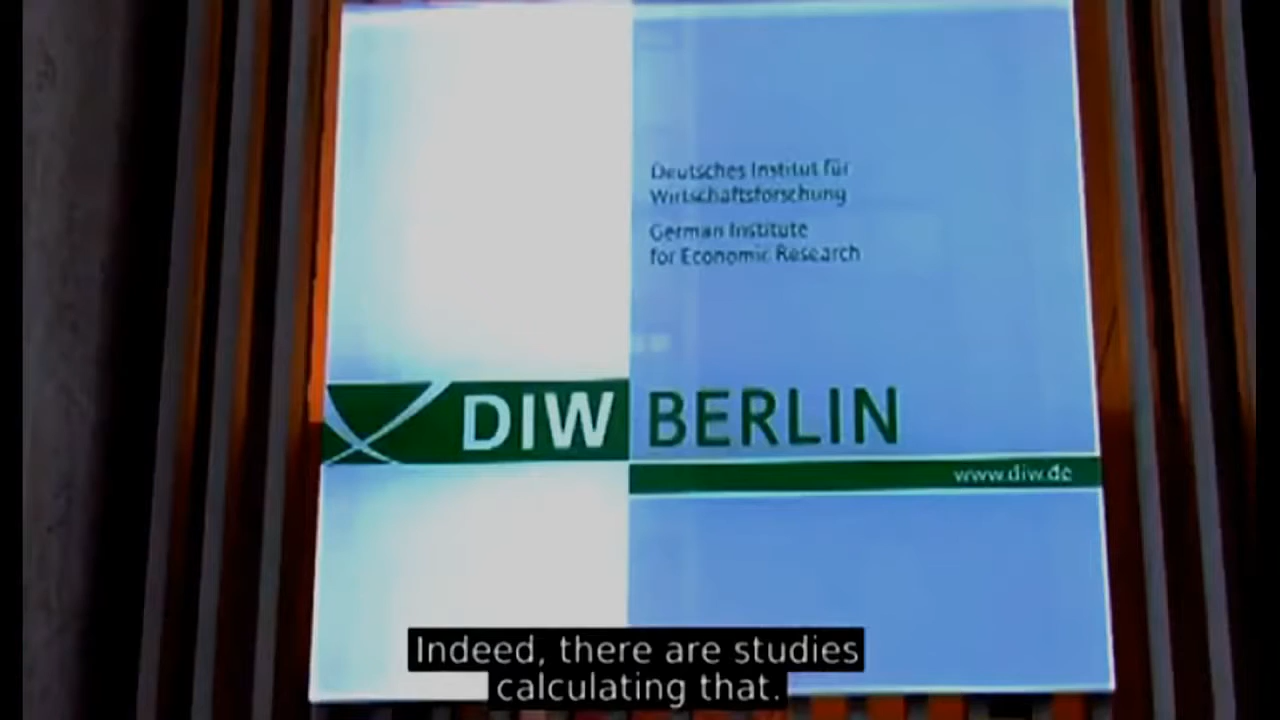 Deutsches Institut für
Wirtschaftsforschung
German Institute
for Economic Research
DIW BERLIN
www.diw.de
Indeed, there are studies
calculating that.